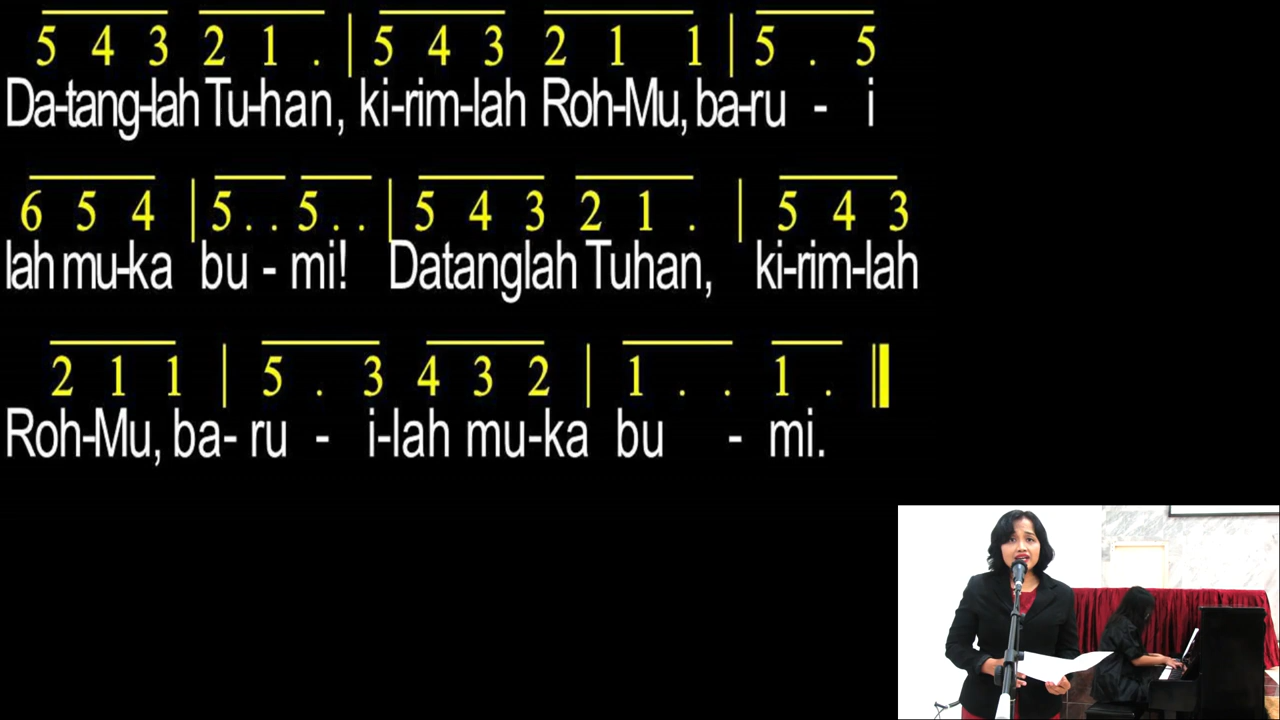 5 4 3 2 1 . | 5 4 3 2 1 1 | 5 . 5
Da-tang-lah Tu-han, ki-rim-lah Roh-Mu, ba-ru - i
6 5 4 | 5 . . 5 . . | 5 4 3 2 1 . | 5 4 3
lah mu-ka bu - mi! Datanglah Tuhan, ki-rim-lah
2 1 1 | 5 . 3 4 3 2 | 1 . . 1 . ||
Roh-Mu, ba- ru - i-lah mu-ka bu - mi.